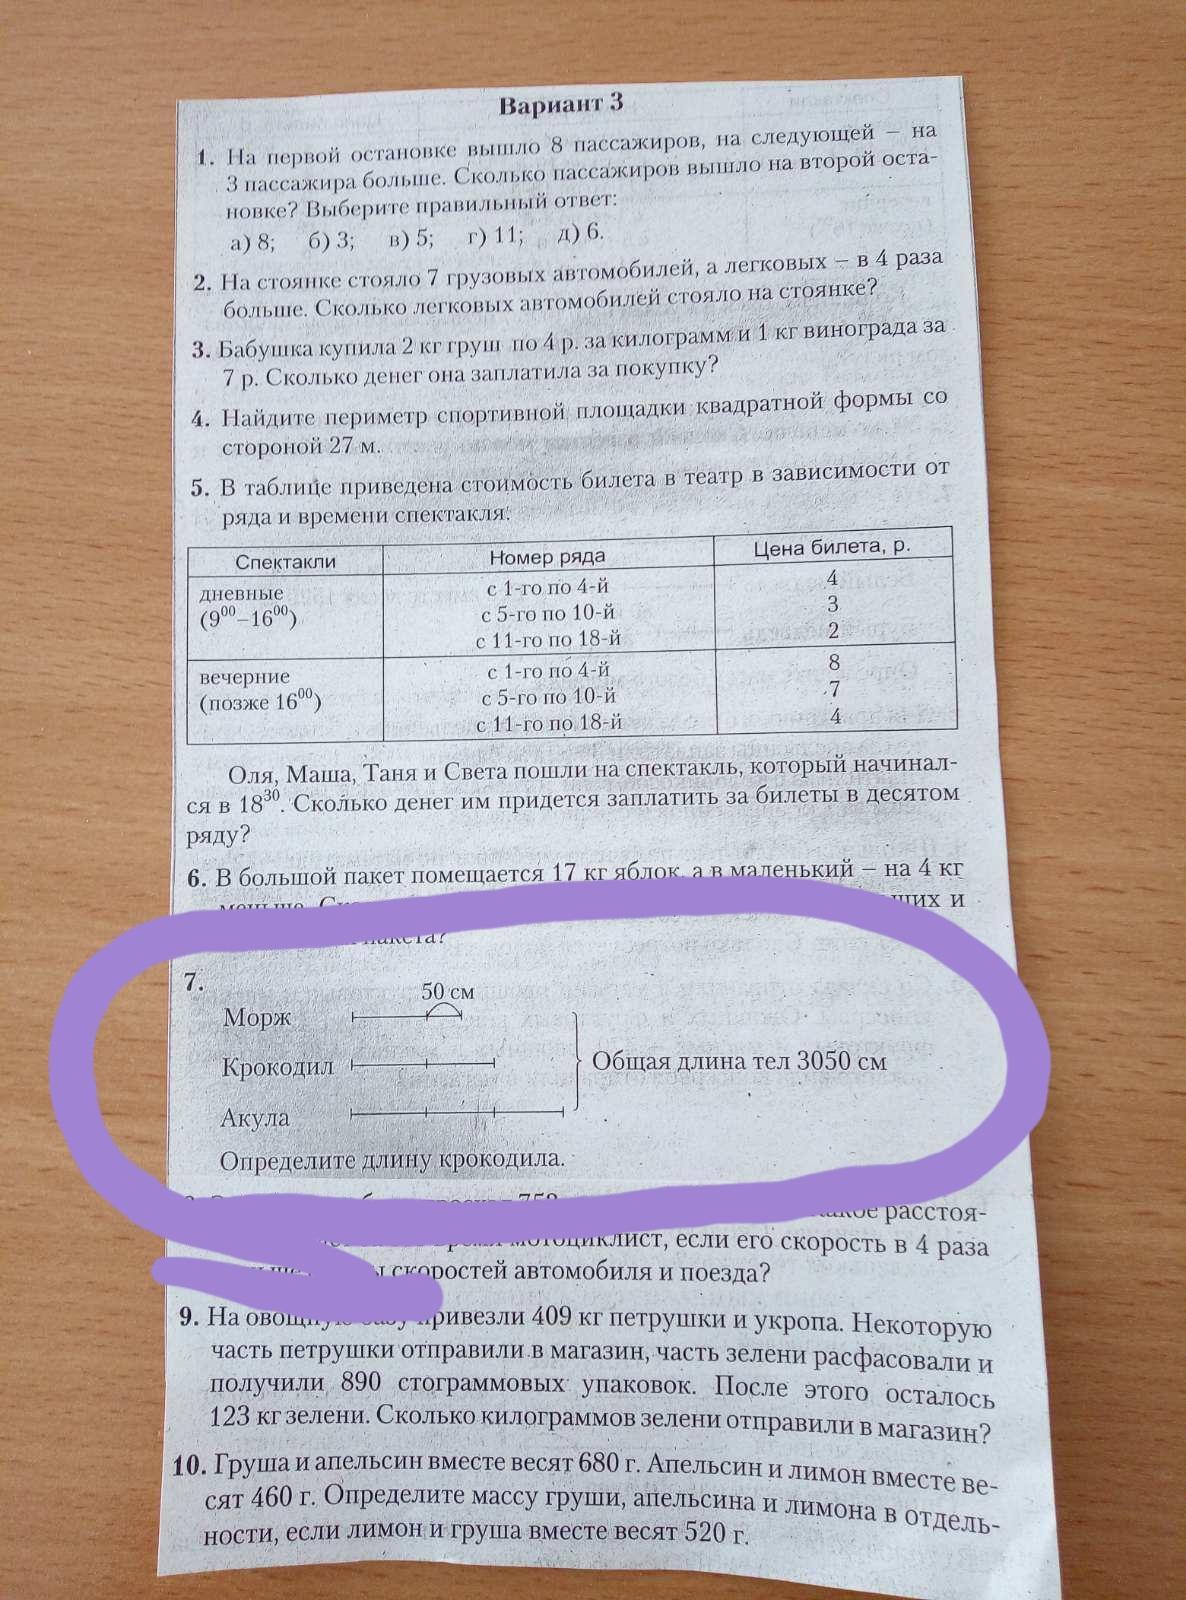 Вариант 3
1. На первой остановке вышло 8 пассажиров, на следующей – на
3 пассажира больше. Сколько пассажиров вышло на второй оста-
новке? Выберите правильный ответ:
а) 8; б) 3; в) 5; г) 11; д) 6.
2. На стоянке стояло 7 грузовых автомобилей, а легковых – в 4 раза
больше. Сколько легковых автомобилей стояло на стоянке?
3. Бабушка купила 2 кг груш по 4 р. за килограмм и 1 кг винограда за
7 р. Сколько денег она заплатила за покупку?
4. Найдите периметр спортивной площадки квадратной формы со
стороной 27 м.
5. В таблице приведена стоимость билета в театр в зависимости от
ряда и времени спектакля.
Спектакли Номер ряда Цена билета, р.
дневные с 1-го по 4-й 4
(9⁰⁰–16⁰⁰) с 5-го по 10-й 3
с 11-го по 18-й 2
вечерние с 1-го по 4-й 8
(позже 16⁰⁰) с 5-го по 10-й 7
с 11-го по 18-й 4
Оля, Маша, Таня и Света пошли на спектакль, который начинал-
ся в 18³⁰. Сколько денег им придется заплатить за билеты в десятом
ряду?
6. В большой пакет помещается 17 кг яблок, а в маленький – на 4 кг
меньше. и
пакета?
7.
50 см
Морж
Крокодил Общая длина тел 3050 см
Акула
Определите длину крокодила.
расстоя-
мотоциклист, если его скорость в 4 раза
скоростей автомобиля и поезда?
9. На овощную базу привезли 409 кг петрушки и укропа. Некоторую
часть петрушки отправили в магазин, часть зелени расфасовали и
получили 890 стограммовых упаковок. После этого осталось
123 кг зелени. Сколько килограммов зелени отправили в магазин?
10. Груша и апельсин вместе весят 680 г. Апельсин и лимон вместе ве-
сят 460 г. Определите массу груши, апельсина и лимона в отдель-
ности, если лимон и груша вместе весят 520 г.